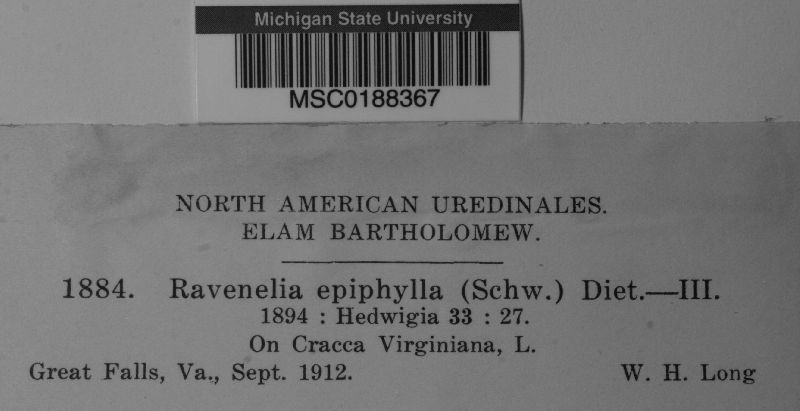 Michigan State University
MSC0188367
NORTH AMERICAN UREDINALES.
ELAM BARTHOLOMEW.
1884. Ravenelia epiphylla (Schw.) Diet.—III.
1894 : Hedwigia 33 : 27.
On Cracca Virginiana, L.
Great Falls, Va., Sept. 1912. W. H. Long